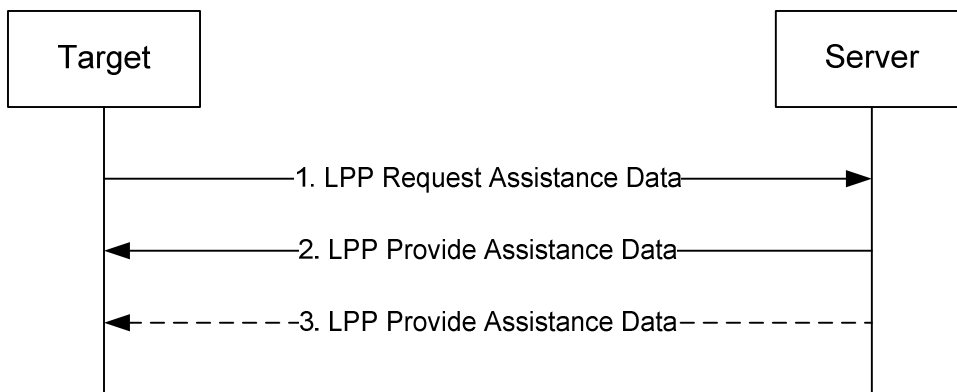 Target
Server
1. LPP Request Assistance Data
2. LPP Provide Assistance Data
3. LPP Provide Assistance Data